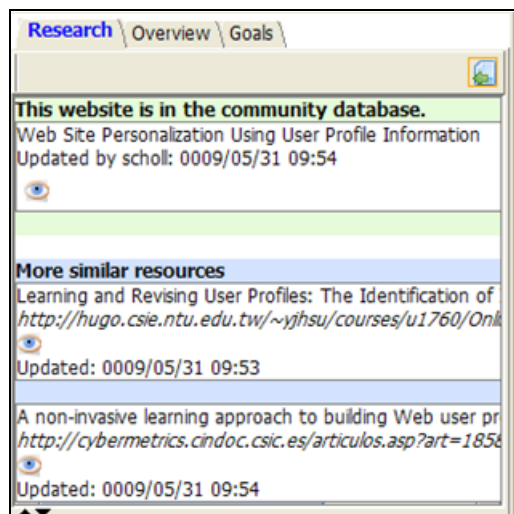 Research Overview Goals
This website is in the community database.
Web Site Personalization Using User Profile Information
Updated by scholl: 0009/05/31 09:54
More similar resources
Learning and Revising User Profiles: The Identification of
http://hugo.csie.ntu.edu.tw/~yjhsu/courses/u1760/Onli
Updated: 0009/05/31 09:53
A non-invasive learning approach to building Web user pr
http://cybermetrics.cindoc.csic.es/articulos.asp?art=1858
Updated: 0009/05/31 09:54